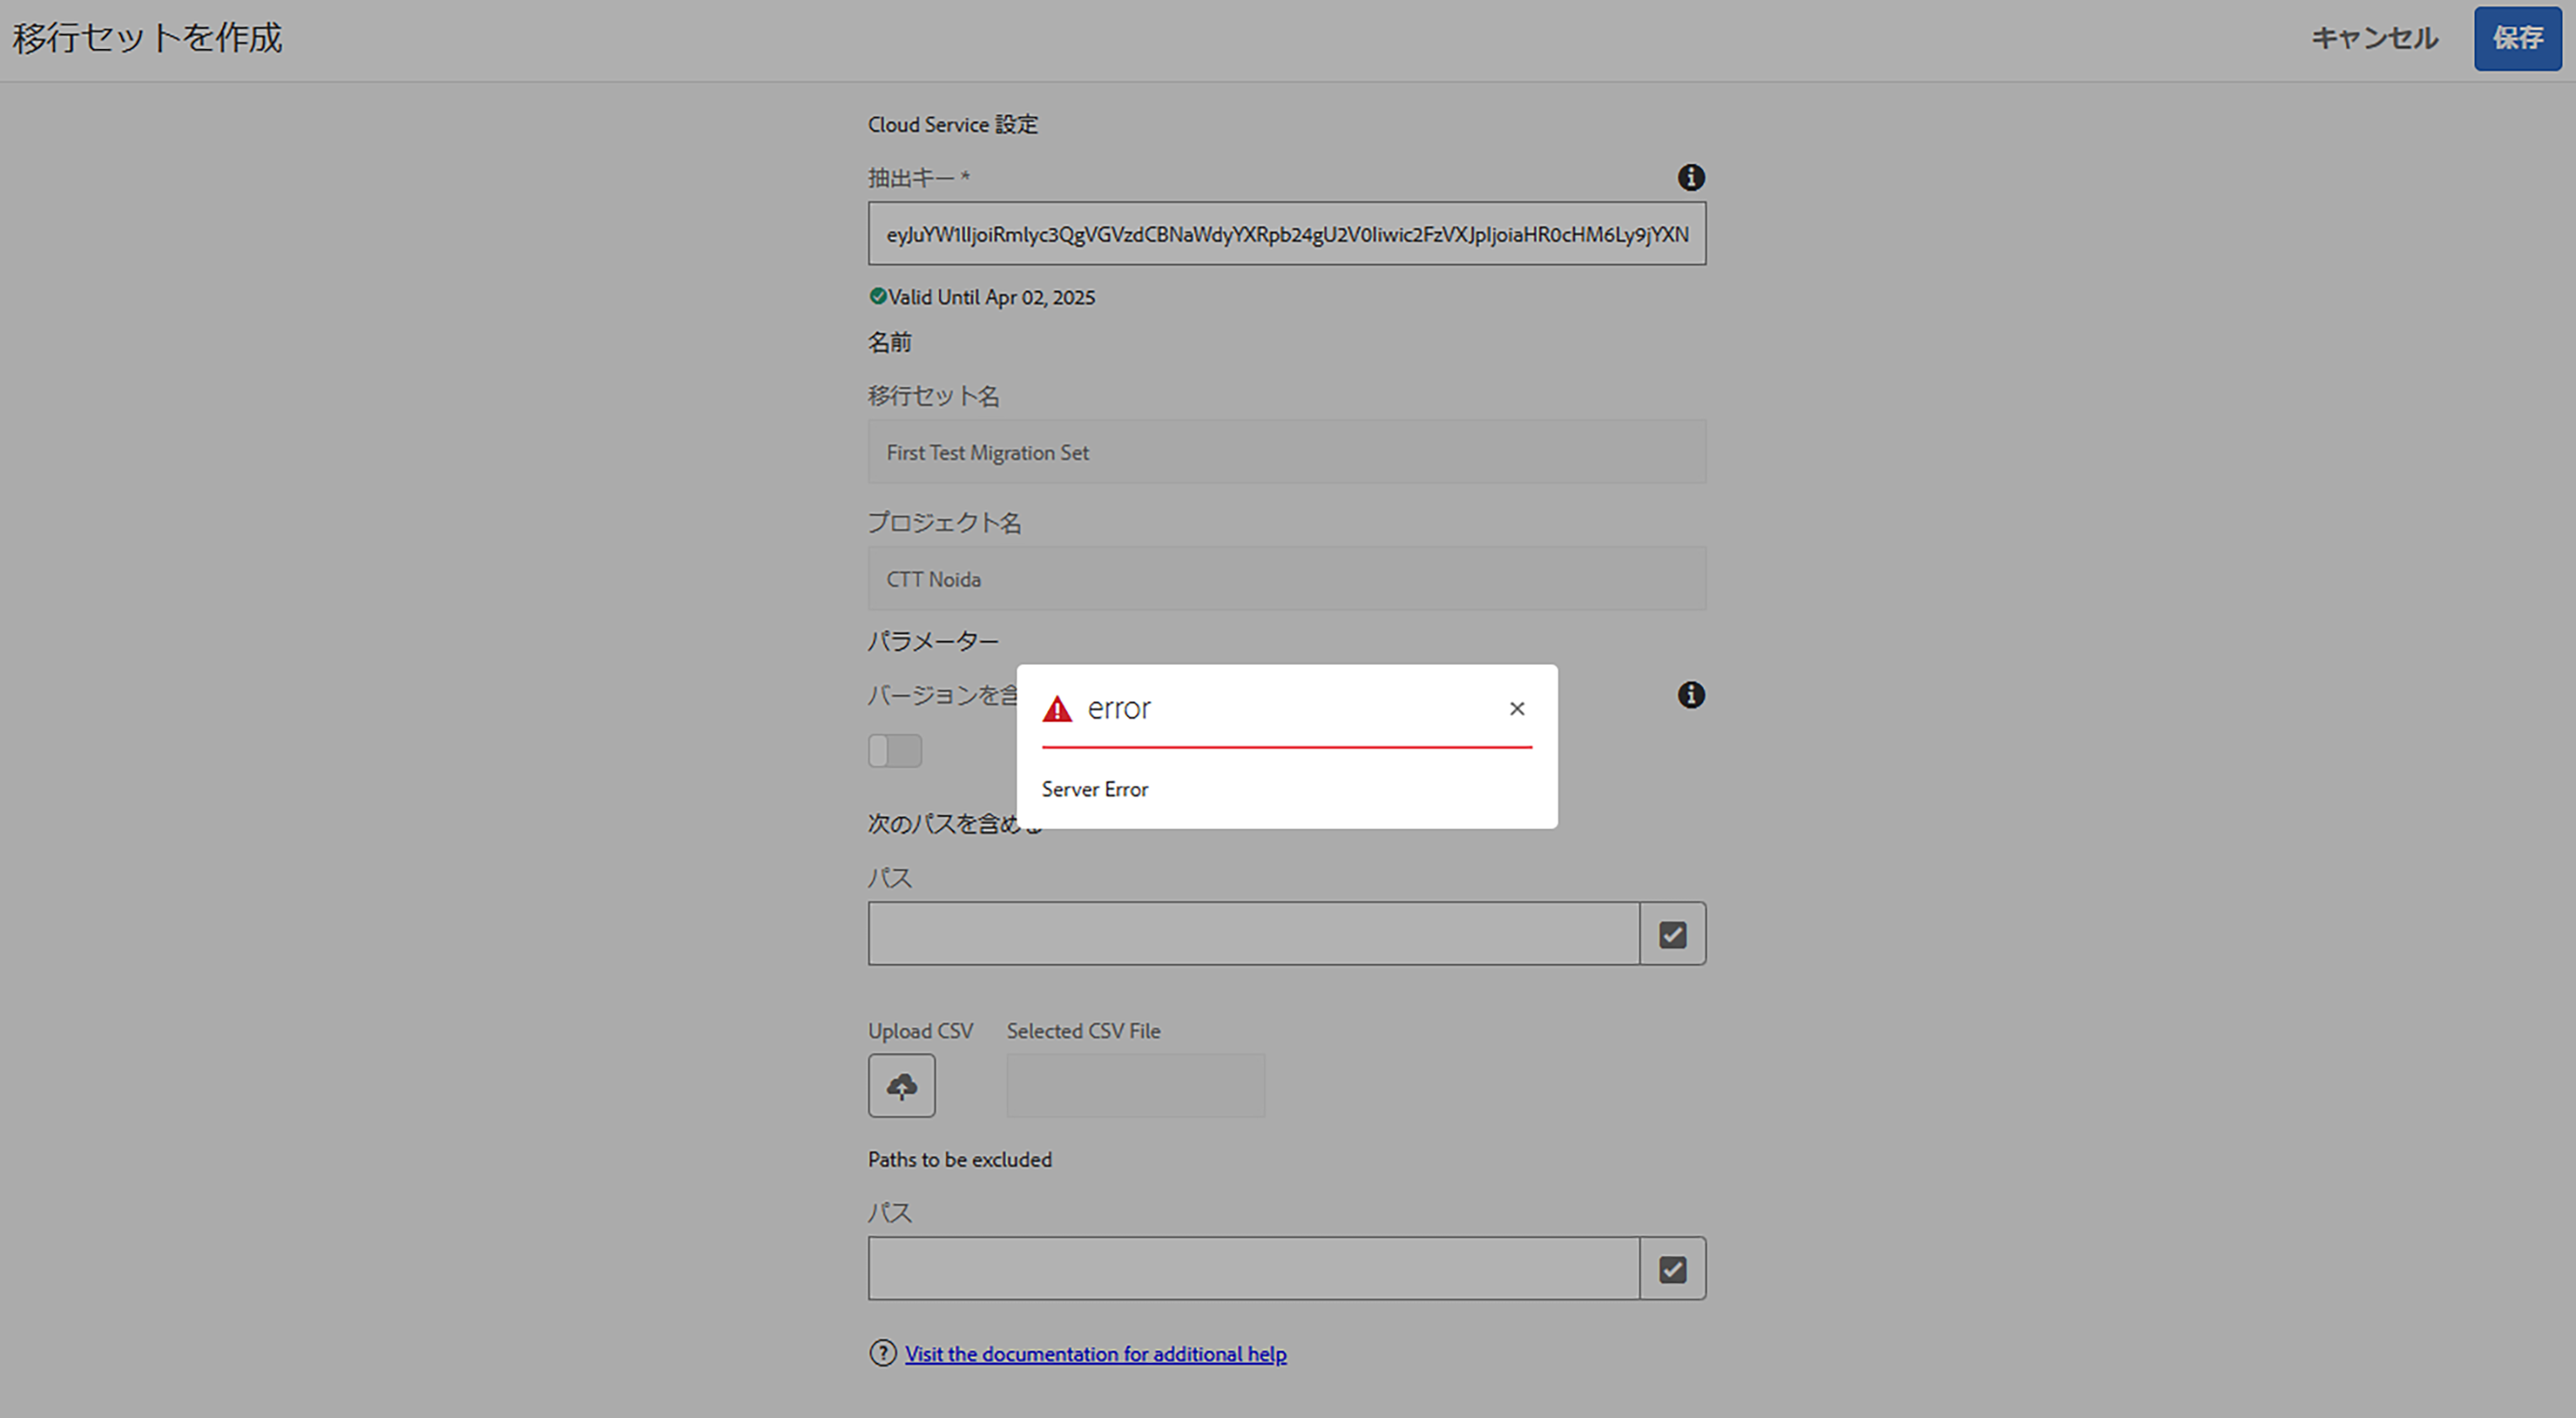 移行セットを作成
キャンセル
保存
Cloud Service 設定
抽出キー *
eyJuYW1lIjoiRmlyc3QgVGVzdCBNaWdyYXRpb24gU2V0Iiwic2FzVXJpIjoiaHR0cHM6Ly9jYXN
Valid Until Apr 02, 2025
名前
移行セット名
First Test Migration Set
プロジェクト名
CTT Noida
パラメーター
バージョンを含
error
Server Error
次のパスを含める
パス
Upload CSV
Selected CSV File
Paths to be excluded
パス
Visit the documentation for additional help